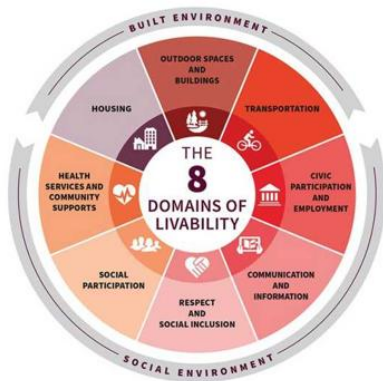 BUILT ENVIRONMENT
OUTDOOR SPACES
AND
BUILDINGS
TRANSPORTATION
CIVIC
PARTICIPATION
AND
EMPLOYMENT
COMMUNICATION
AND
INFORMATION
RESPECT
AND
SOCIAL INCLUSION
SOCIAL
PARTICIPATION
HEALTH
SERVICES AND
COMMUNITY
SUPPORTS
HOUSING
THE
8
DOMAINS OF
LIVABILITY
SOCIAL ENVIRONMENT